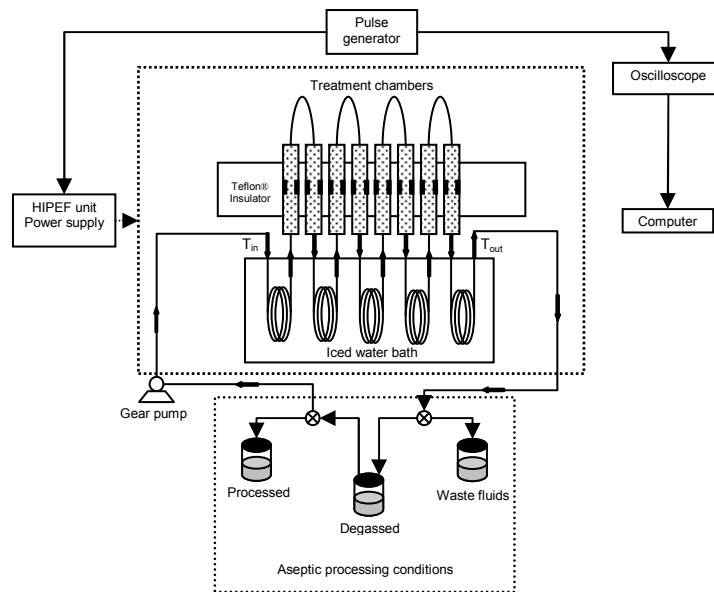 Pulse
generator
Oscilloscope
Treatment chambers
Teflon®
Insulator
HIPEF unit
Power supply
Computer
Tin
Tout
Iced water bath
Gear pump
Processed
Waste fluids
Degassed
Aseptic processing conditions